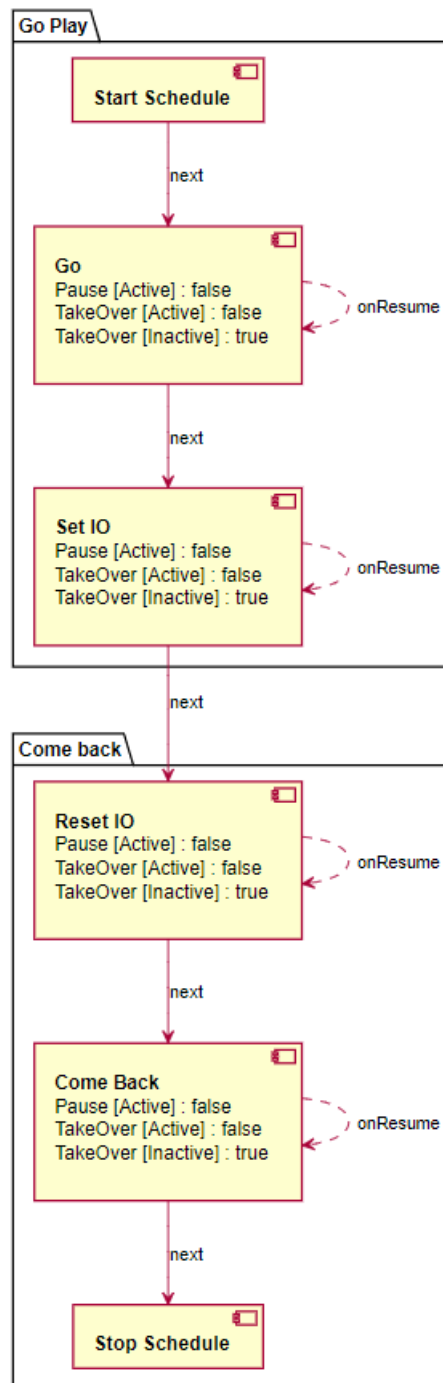 Go Play
Start Schedule
next
Go
Pause [Active] : false
TakeOver [Active] : false
TakeOver [Inactive] : true
onResume
next
Set IO
Pause [Active] : false
TakeOver [Active] : false
TakeOver [Inactive] : true
onResume
next
Come back
Reset IO
Pause [Active] : false
TakeOver [Active] : false
TakeOver [Inactive] : true
onResume
next
Come Back
Pause [Active] : false
TakeOver [Active] : false
TakeOver [Inactive] : true
onResume
next
Stop Schedule